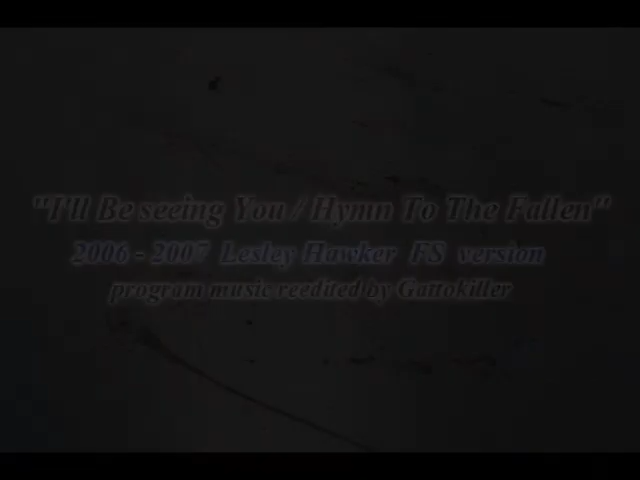 "I'll Be seeing You / Hymn To The Fallen"
2006 - 2007 Lesley Hawker FS version
program music reedited by Gattokiller